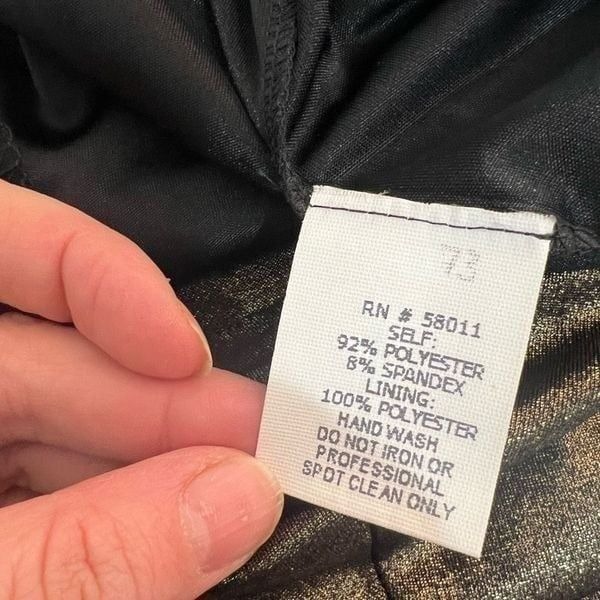 73
RN # 58011
SELF:
92% POLYESTER
8% SPANDEX
LINING:
100% POLYESTER
HAND WASH
DO NOT IRON OR
PROFESSIONAL
SPOT CLEAN ONLY